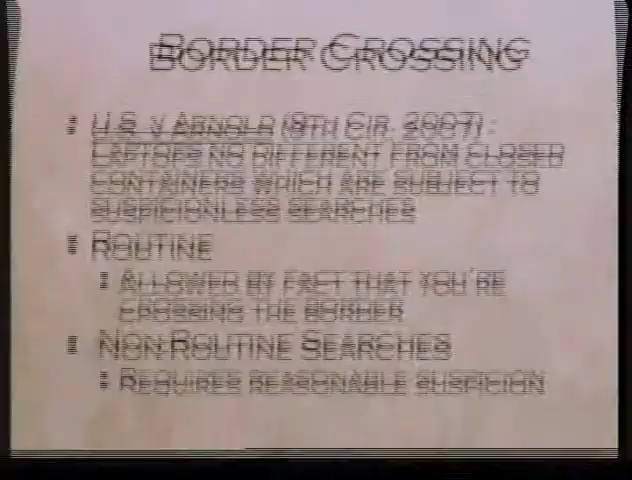 BORDER CROSSING
U.S. V ARNOLD (9TH CIR. 2007):
LAPTOPS NO DIFFERENT FROM CLOSED
CONTAINERS WHICH ARE SUBJECT TO
SUSPICIONLESS SEARCHES
ROUTINE
ALLOWED BY FACT THAT YOU'RE
CROSSING THE BORDER
NON-ROUTINE SEARCHES
REQUIRES REASONABLE SUSPICION